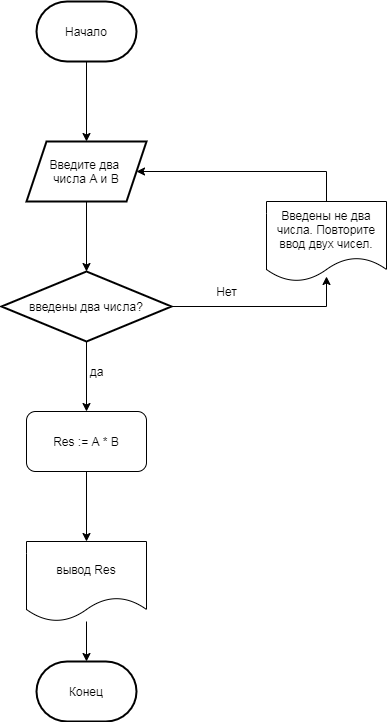 Начало
Введите два
числа А и В
Введены не два
числа. Повторите
ввод двух чисел.
введены два числа?
Нет
да
Res := A * B
вывод Res
Конец